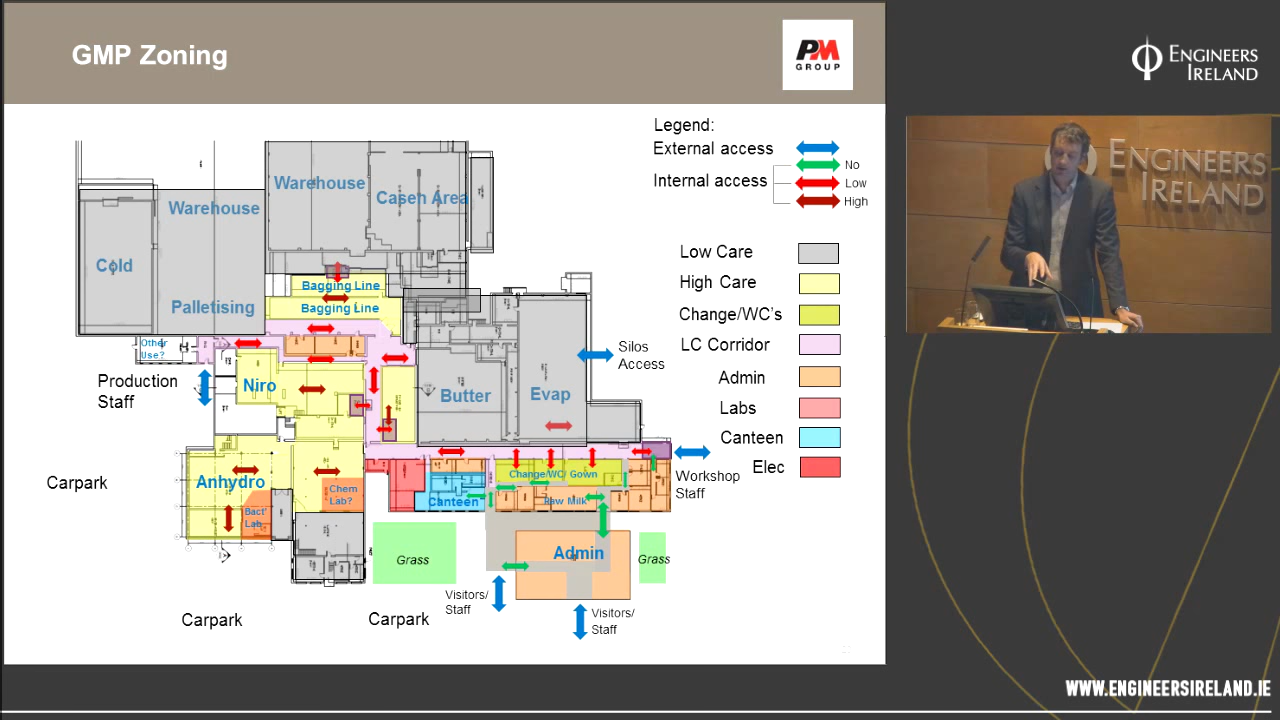 GMP Zoning
PM
GROUP
ENGINEERS
IRELAND
ENGINEERS
IRELAND
Legend:
External access
Internal access
No
Low
High
Low Care
High Care
Change/WC's
LC Corridor
Admin
Labs
Canteen
Elec
Warehouse
Warehouse
Casein Area
Cold
Palletising
Bagging Line
Bagging Line
Other
Use?
Production
Staff
Niro
Butter
Evap
Silos
Access
Carpark
Anhydro
Chem
Lab?
Bact'
Lab
Change/WC/ Gown
Canteen
Raw Milk
Workshop
Staff
Grass
Admin
Grass
Visitors/
Staff
Visitors/
Staff
Carpark
Carpark
WWW.ENGINEERSIRELAND.IE